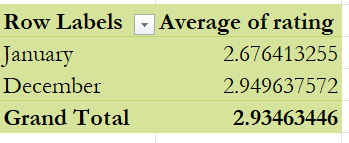 Row Labels Average of rating
January 2.676413255
December 2.949637572
Grand Total 2.93463446